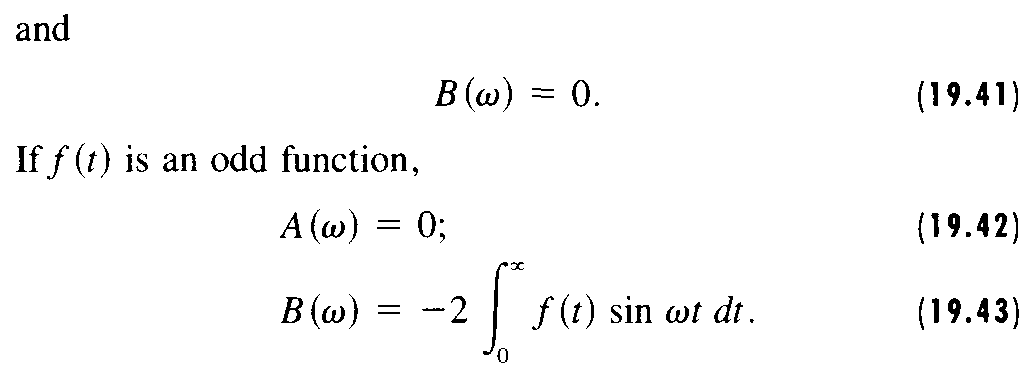 and
B(ω) = 0. (19.41)
If f(t) is an odd function,
A(ω) = 0; (19.42)
B(ω) = −2 ∫₀^∞ f(t) sin ωt dt. (19.43)